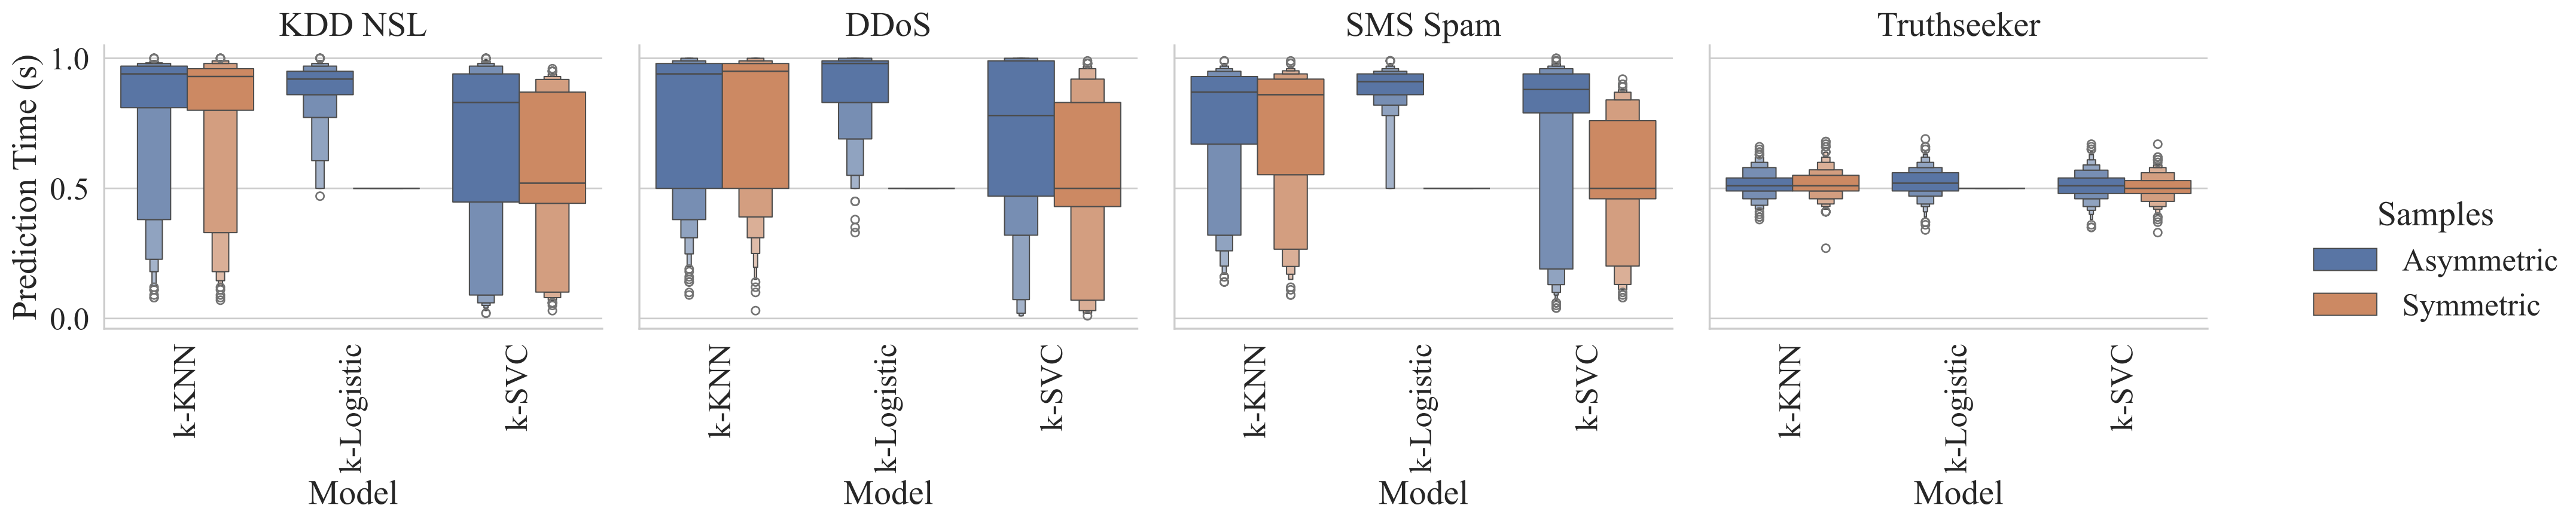 KDD NSL
DDoS
SMS Spam
Truthseeker
Prediction Time (s)
1.0
0.5
0.0
k-KNN
k-Logistic
k-SVC
k-KNN
k-Logistic
k-SVC
k-KNN
k-Logistic
k-SVC
k-KNN
k-Logistic
k-SVC
Model
Model
Model
Model
Samples
Asymmetric
Symmetric